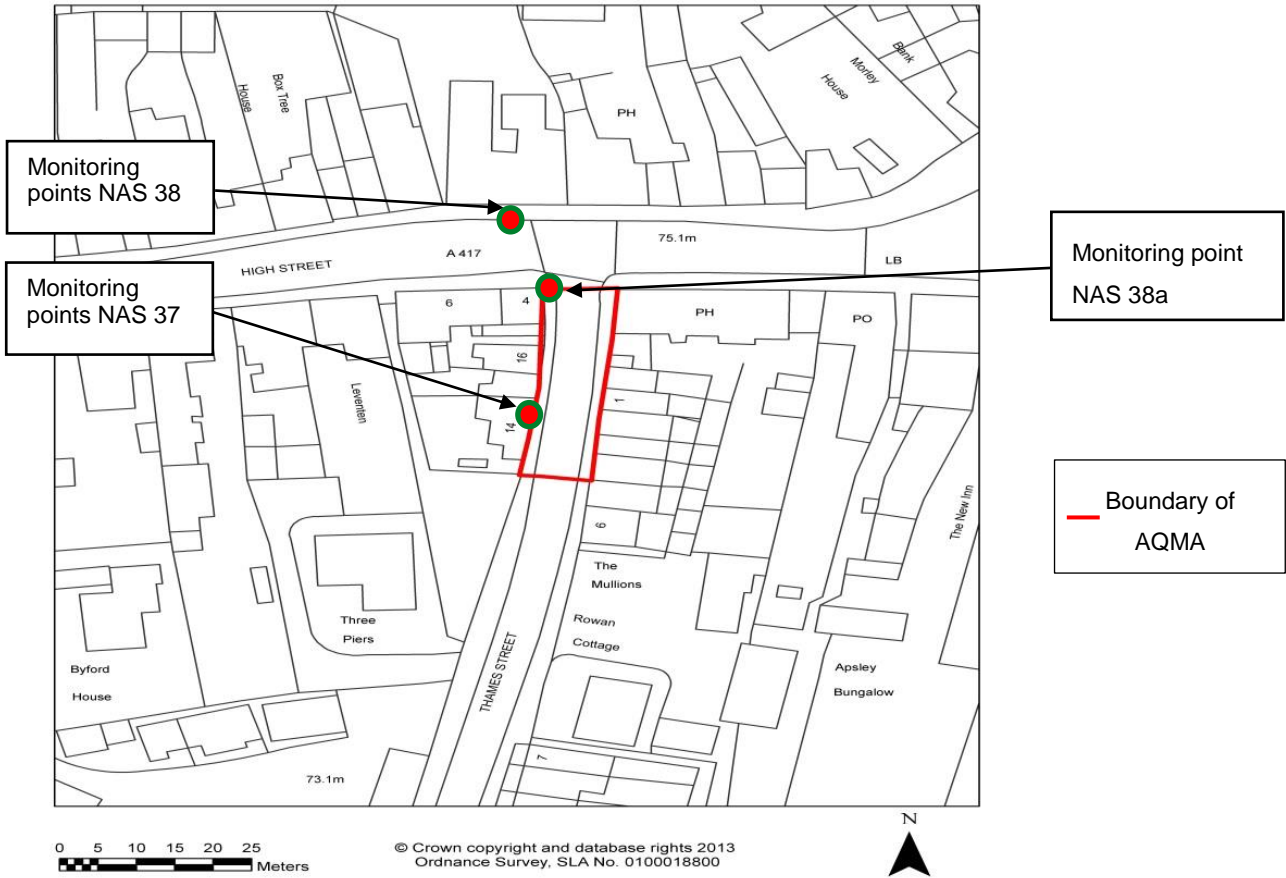 Box Tree
House
PH
Morley
House
Bank
Monitoring
points NAS 38
75.1m
A 417
HIGH STREET
LB
Monitoring point
NAS 38a
Monitoring
points NAS 37
6
4
PH
PO
16
Leventen
1
14
Boundary of
AQMA
The New Inn
6
The
Mullions
Three
Piers
Rowan
Cottage
THAMES STREET
Byford
House
Apsley
Bungalow
7
73.1m
N
0 5 10 15 20 25
Meters
© Crown copyright and database rights 2013
Ordnance Survey, SLA No. 0100018800